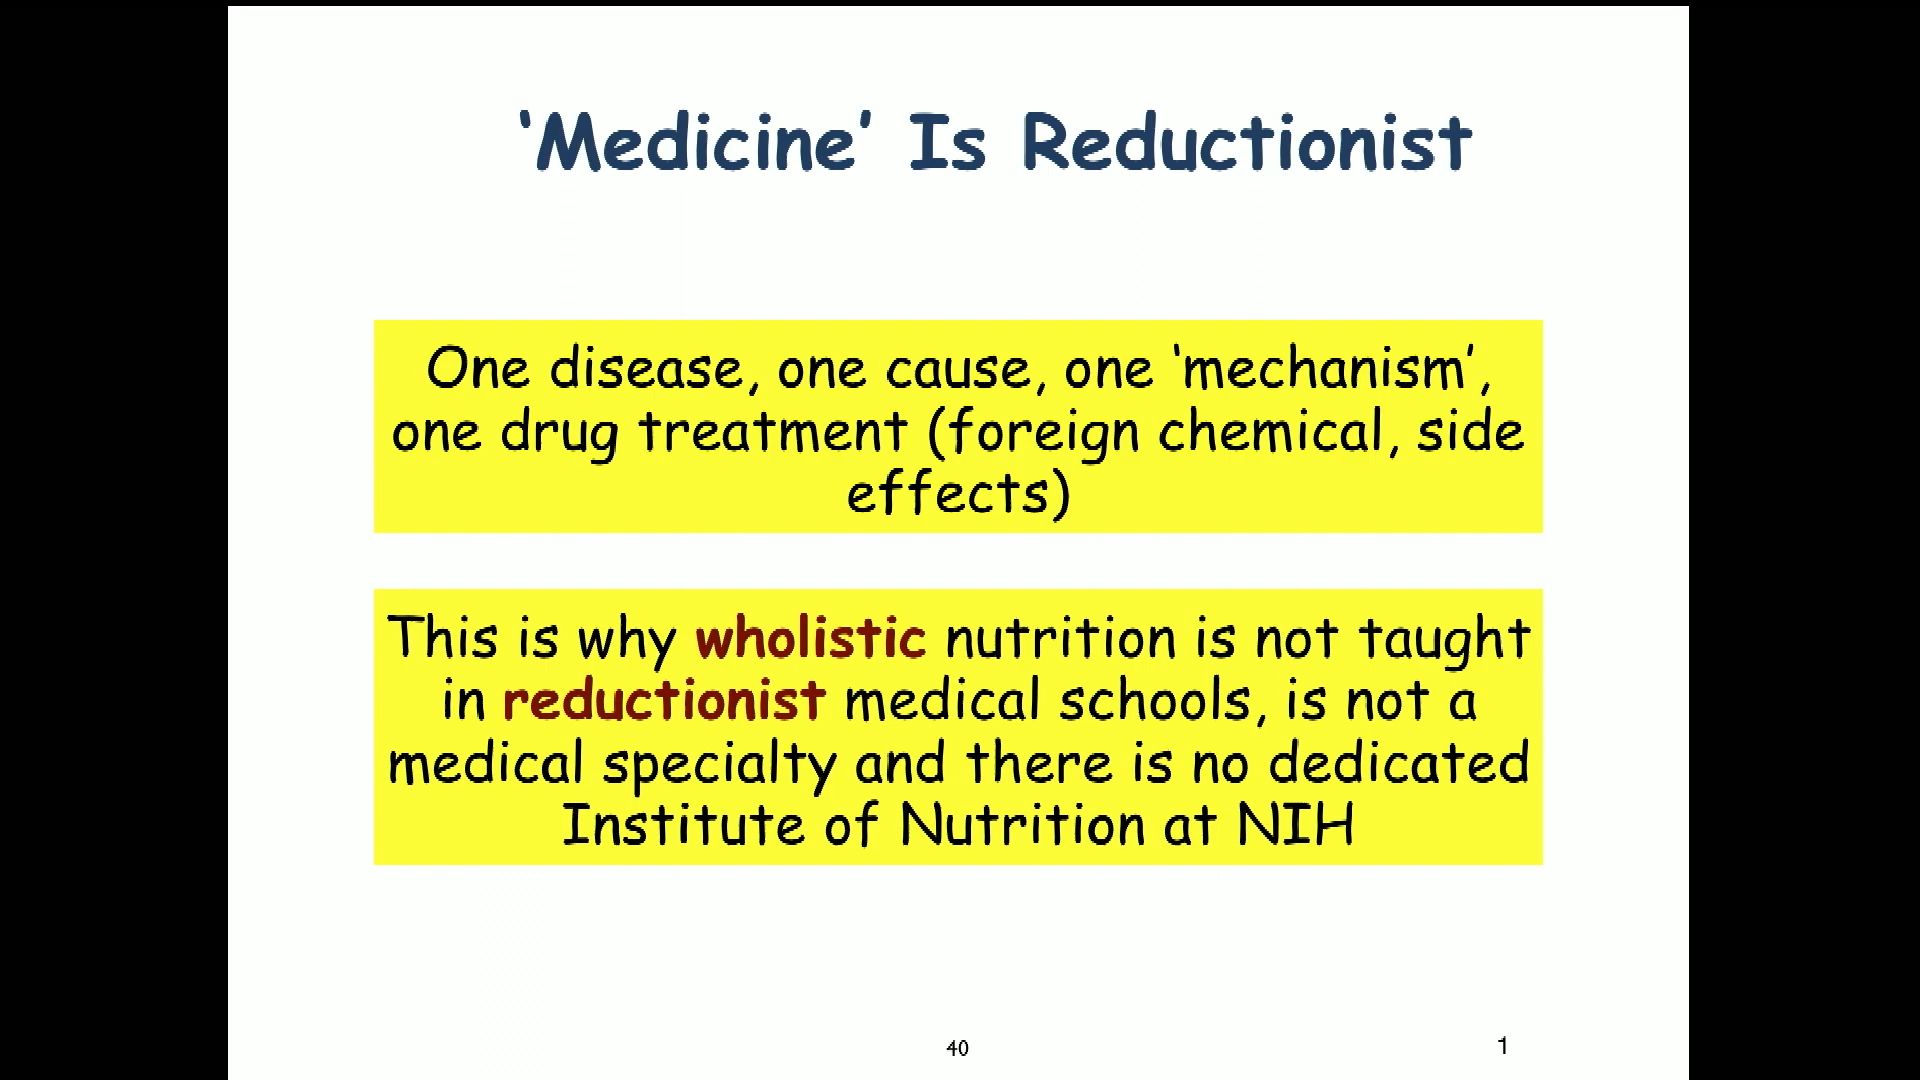 ‘Medicine’ Is Reductionist
One disease, one cause, one ‘mechanism’,
one drug treatment (foreign chemical, side
effects)
This is why wholistic nutrition is not taught
in reductionist medical schools, is not a
medical specialty and there is no dedicated
Institute of Nutrition at NIH
40
1